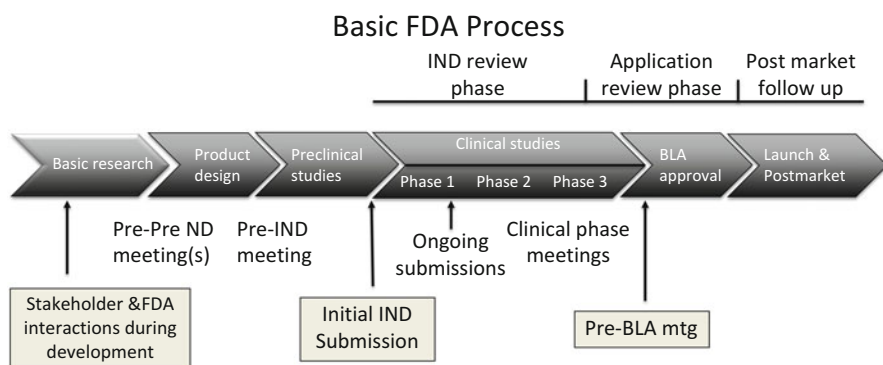 Basic FDA Process
IND review
phase
Application
review phase
Post market
follow up
Basic research
Product
design
Preclinical
studies
Clinical studies
Phase 1
Phase 2
Phase 3
BLA
approval
Launch &
Postmarket
Pre-Pre ND
meeting(s)
Pre-IND
meeting
Ongoing
submissions
Clinical phase
meetings
Stakeholder &FDA
interactions during
development
Initial IND
Submission
Pre-BLA mtg